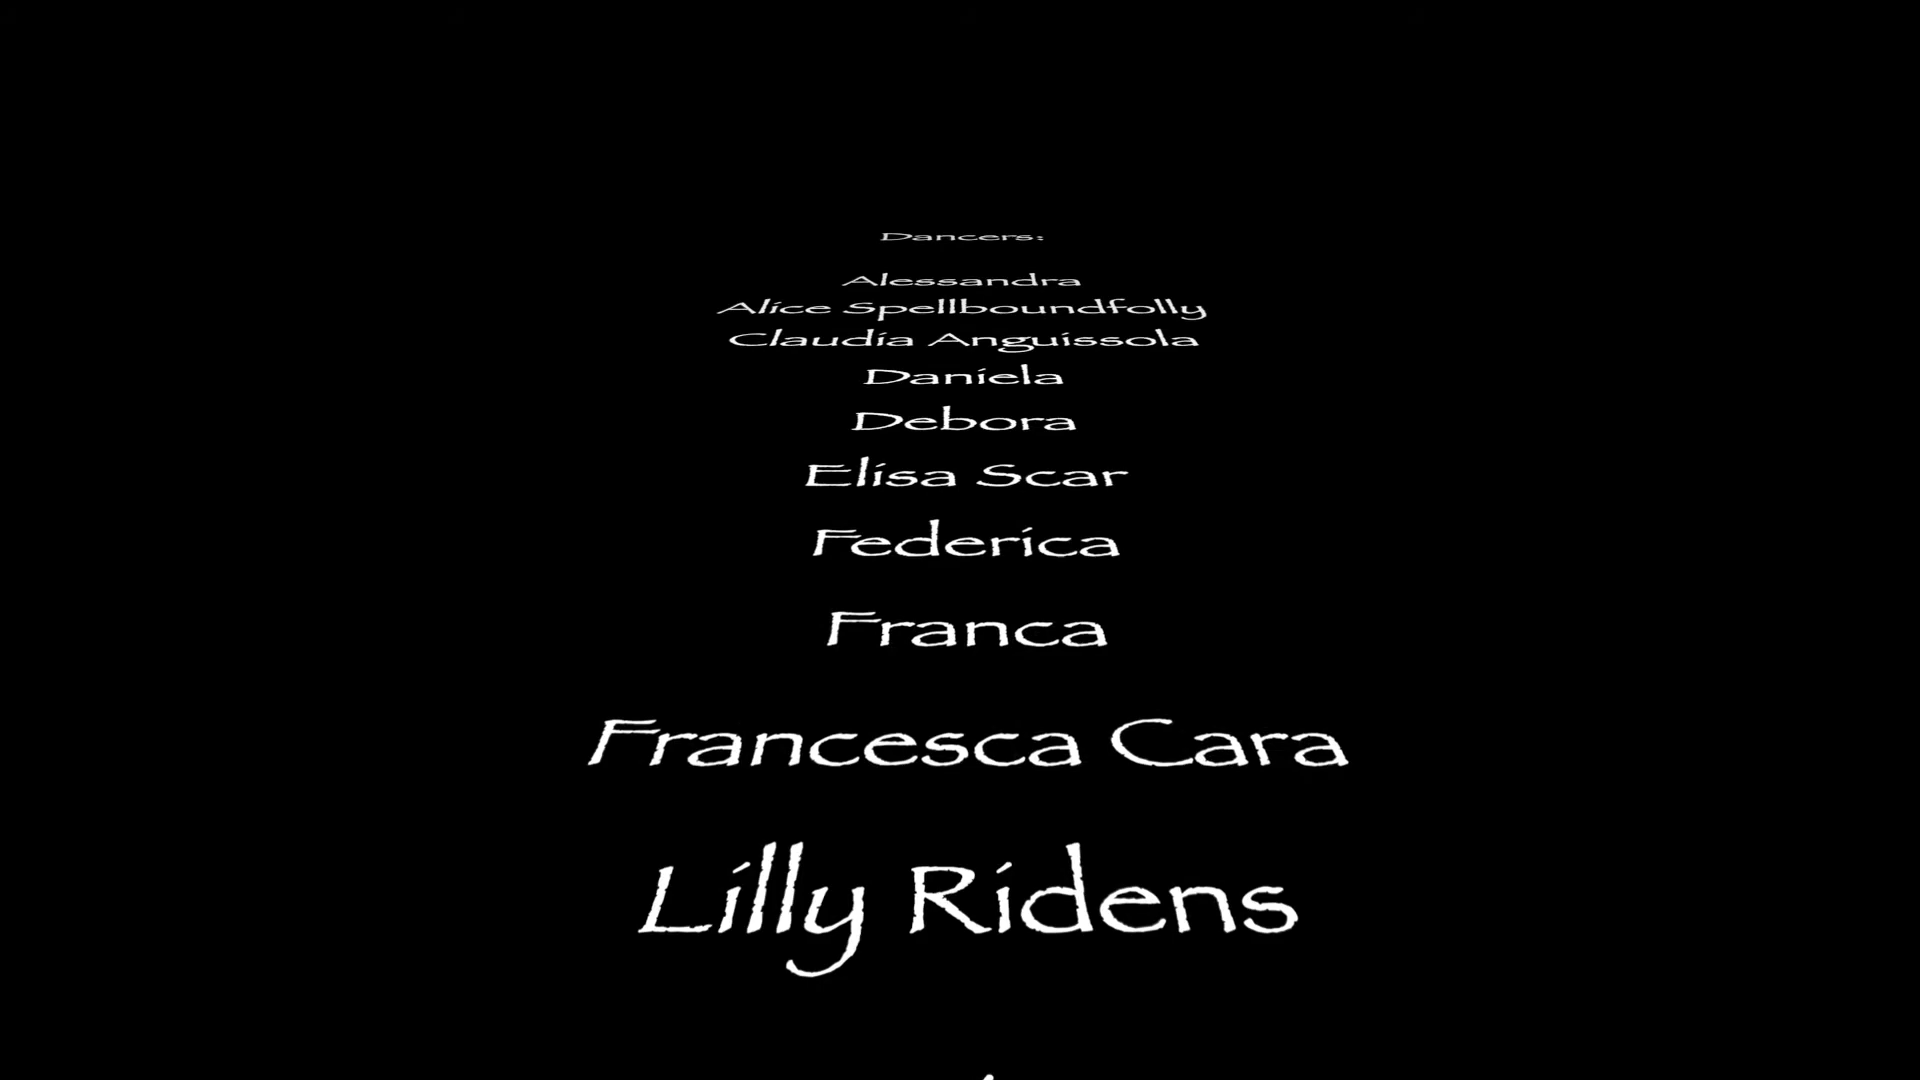 Dancers:
Alessandra
Alice Spellboundfolly
Claudia Anguissola
Daniela
Debora
Elisa Scar
Federica
Franca
Francesca Cara
Lilly Ridens